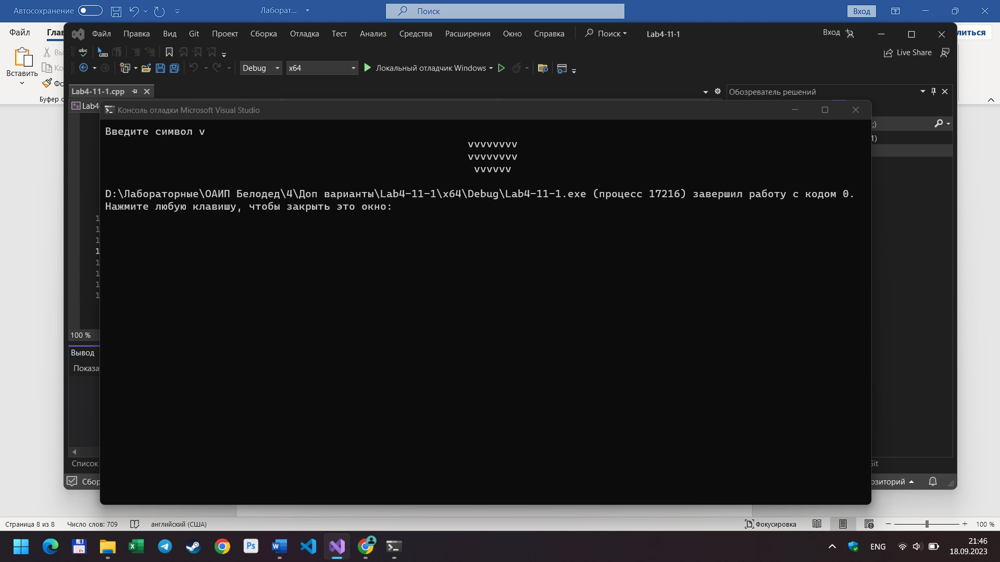 Автосохранение
Лаборат...
Поиск
Вход
Файл
Глав
литься
Файл Правка Вид Git Проект Сборка Отладка Тест Анализ Средства Расширения Окно Справка Поиск Lab4-11-1
Вход
abc
Live Share
Вставить
Вы
Ко
Фо
Буфер о
Debug x64 Локальный отладчик Windows
Lab4-11-1.cpp
Обозреватель решений
Lab4-
Консоль отладки Microsoft Visual Studio
;)
1)
Введите символ v
vvvvvvvv
vvvvvvvv
vvvvvv
D:\Лабораторные\ОАИП Белодед\4\Доп варианты\Lab4-11-1\x64\Debug\Lab4-11-1.exe (процесс 17216) завершил работу с кодом 0.
Нажмите любую клавишу, чтобы закрыть это окно:
1
1
1
1
1
1
1
1
100 %
Вывод
Показа
Список
Git
Сбор
озиторий
Страница 8 из 8 Число слов: 709 английский (США) Фокусировка 100 %
64
Ps
W
ENG
21:46
18.09.2023